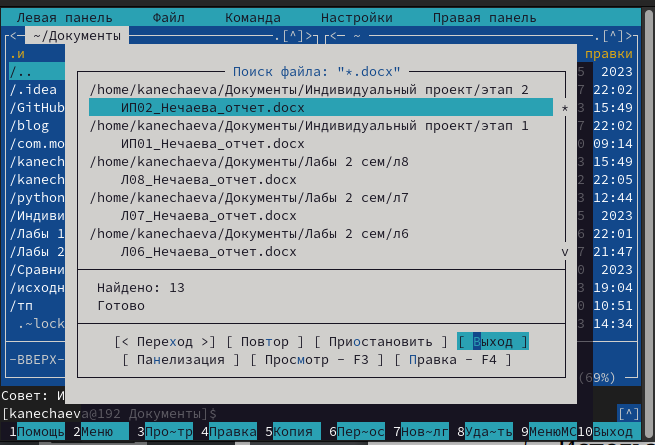 Левая панель Файл Команда Настройки Правая панель
<─ ~/Документы .[^]> <─ ~ .[^]>
.и правки
/.. 5 2023
/.idea 7 22:02
/GitHub 3 15:49
/blog 7 22:02
/com.mo 0 09:14
/kanech 3 15:49
/kanech 2 22:05
/python 3 12:44
/Индиви 5 2023
/Лабы 1 6 22:01
/Лабы 2 7 21:47
/Сравни 0 2023
/исходн 3 19:04
/тп 0 10:51
.~lock 3 14:34
-ВВЕРХ-
(69%)
Поиск файла: "*.docx"
/home/kanechaeva/Документы/Индивидуальный проект/этап 2
ИП02_Нечаева_отчет.docx *
/home/kanechaeva/Документы/Индивидуальный проект/этап 1
ИП01_Нечаева_отчет.docx
/home/kanechaeva/Документы/Лабы 2 сем/л8
Л08_Нечаева_отчет.docx
/home/kanechaeva/Документы/Лабы 2 сем/л7
Л07_Нечаева_отчет.docx
/home/kanechaeva/Документы/Лабы 2 сем/л6
Л06_Нечаева_отчет.docx v
Найдено: 13
Готово
[< Переход >] [ Повтор ] [ Приостановить ] [ Выход ]
[ Панелизация ] [ Просмотр - F3 ] [ Правка - F4 ]
Совет: И
[kanechaeva@192 Документы]$ [^]
1Помощь 2Меню 3Про~тр 4Правка 5Копия 6Пер~ос 7Нов~лг 8Уда~ть 9МенюМС 10Выход